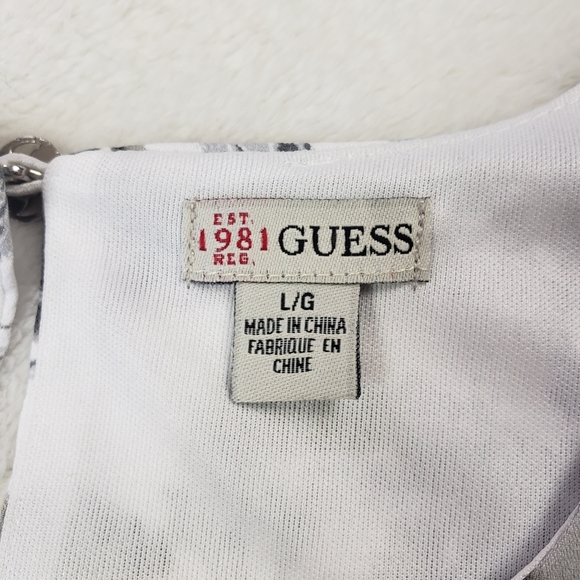 EST.
1981 GUESS
REG.
L/G
MADE IN CHINA
FABRIQUE EN
CHINE